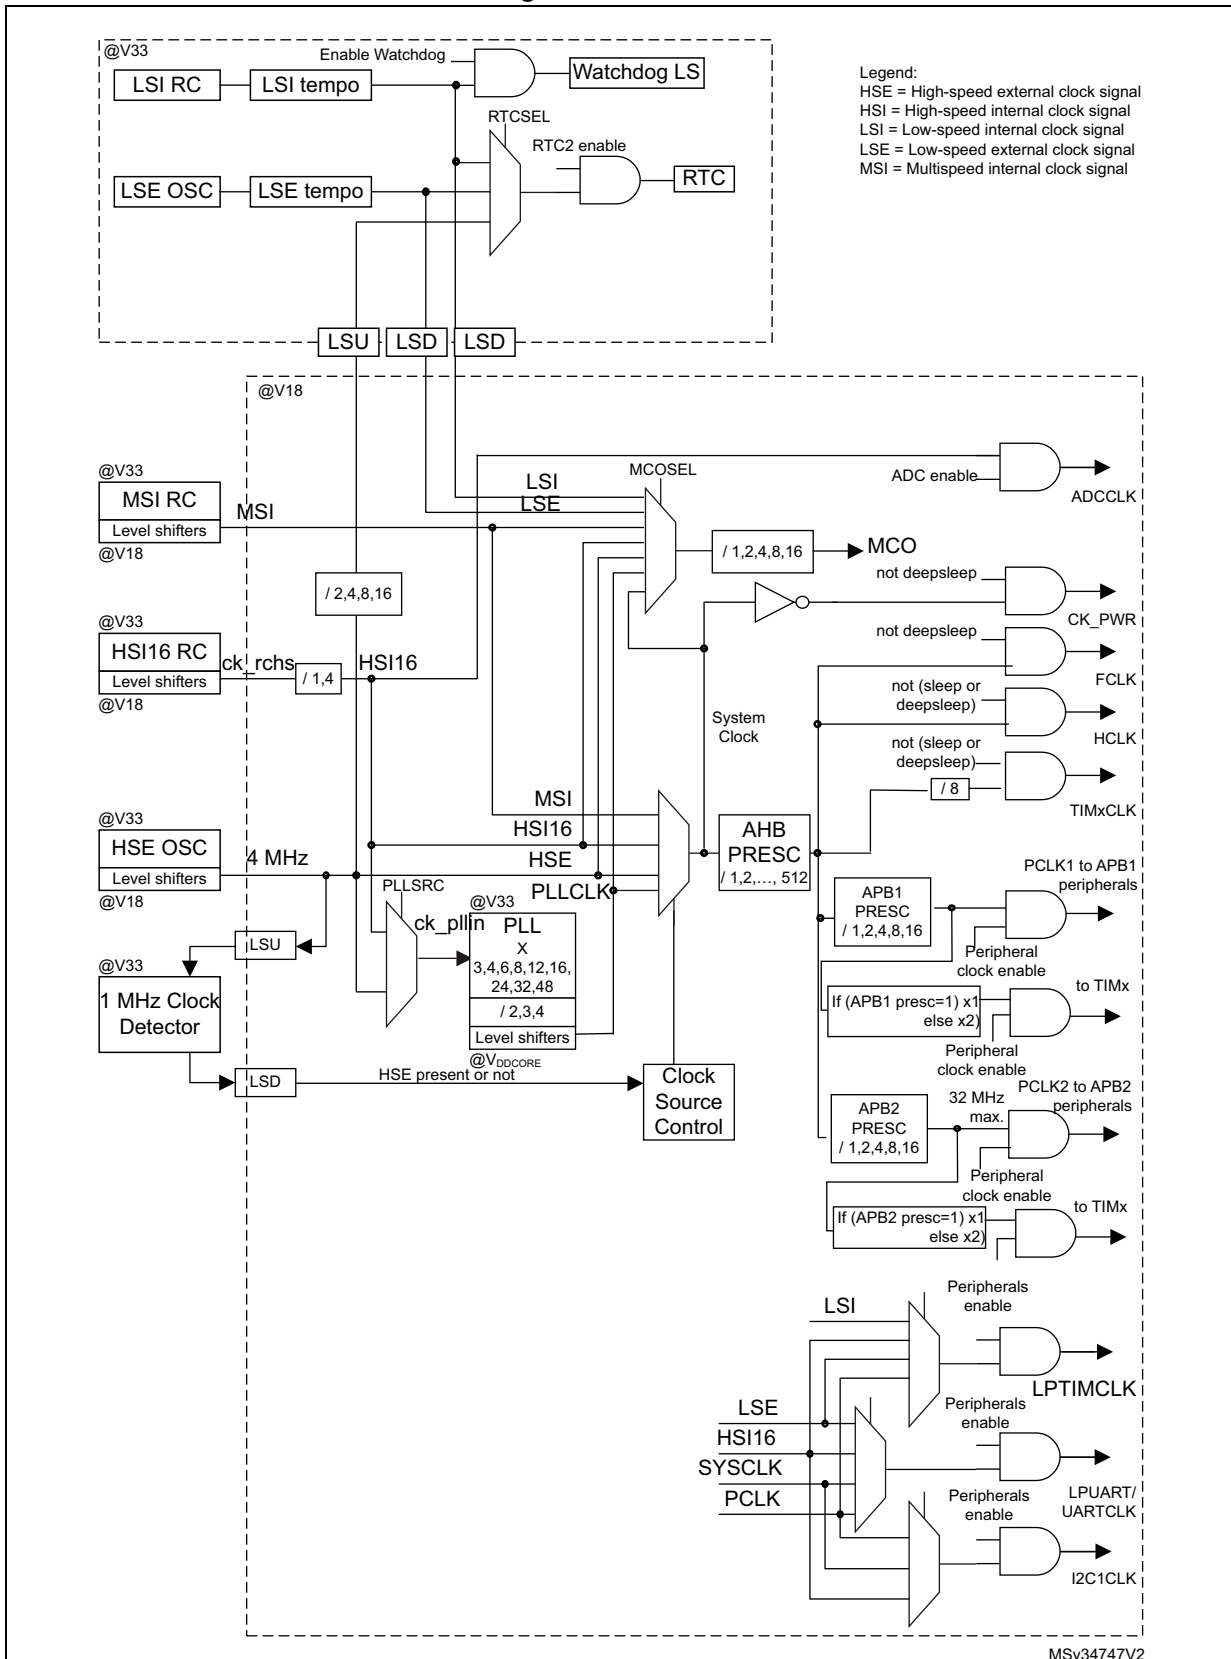 @V33
Enable Watchdog
LSI RC
LSI tempo
Watchdog LS
RTCSEL
RTC2 enable
LSE OSC
LSE tempo
RTC
Legend:
HSE = High-speed external clock signal
HSI = High-speed internal clock signal
LSI = Low-speed internal clock signal
LSE = Low-speed external clock signal
MSI = Multispeed internal clock signal
LSU
LSD
LSD
@V18
@V33
MSI RC
Level shifters
@V18
MSI
LSI
LSE
MCOSEL
ADC enable
ADCCLK
/ 1,2,4,8,16
MCO
/ 2,4,8,16
not deepsleep
CK_PWR
@V33
HSI16 RC
Level shifters
@V18
ck_rchs
/ 1,4
HSI16
not deepsleep
FCLK
not (sleep or
deepsleep)
HCLK
System
Clock
not (sleep or
deepsleep)
/ 8
TIMxCLK
MSI
HSI16
HSE
PLLCLK
AHB
PRESC
/ 1,2,..., 512
@V33
HSE OSC
Level shifters
@V18
4 MHz
PLLSRC
ck_pllin
@V33
PLL
X
3,4,6,8,12,16,
24,32,48
/ 2,3,4
Level shifters
@VDDCORE
APB1
PRESC
/ 1,2,4,8,16
PCLK1 to APB1
peripherals
Peripheral
clock enable
LSU
@V33
1 MHz Clock
Detector
LSD
HSE present or not
Clock
Source
Control
If (APB1 presc=1) x1
else x2)
to TIMx
Peripheral
clock enable
APB2
PRESC
/ 1,2,4,8,16
32 MHz
max.
PCLK2 to APB2
peripherals
Peripheral
clock enable
If (APB2 presc=1) x1
else x2)
to TIMx
LSI
Peripherals
enable
LPTIMCLK
LSE
HSI16
SYSCLK
PCLK
Peripherals
enable
LPUART/
UARTCLK
Peripherals
enable
I2C1CLK
MSv34747V2